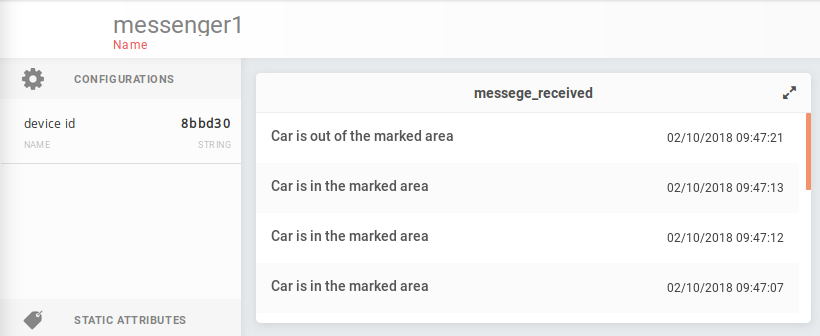 messenger1
Name
CONFIGURATIONS
device id 8bbd30
NAME STRING
STATIC ATTRIBUTES
messege_received
Car is out of the marked area 02/10/2018 09:47:21
Car is in the marked area 02/10/2018 09:47:13
Car is in the marked area 02/10/2018 09:47:12
Car is in the marked area 02/10/2018 09:47:07